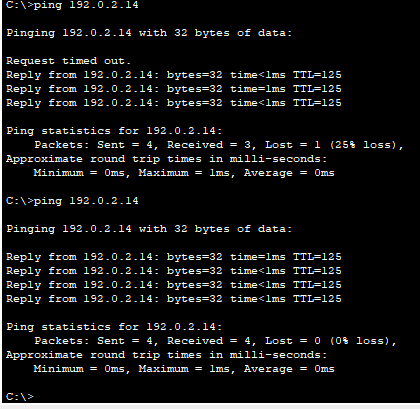 C:\>ping 192.0.2.14
Pinging 192.0.2.14 with 32 bytes of data:
Request timed out.
Reply from 192.0.2.14: bytes=32 time<1ms TTL=125
Reply from 192.0.2.14: bytes=32 time=1ms TTL=125
Reply from 192.0.2.14: bytes=32 time<1ms TTL=125
Ping statistics for 192.0.2.14:
Packets: Sent = 4, Received = 3, Lost = 1 (25% loss),
Approximate round trip times in milli-seconds:
Minimum = 0ms, Maximum = 1ms, Average = 0ms
C:\>ping 192.0.2.14
Pinging 192.0.2.14 with 32 bytes of data:
Reply from 192.0.2.14: bytes=32 time=1ms TTL=125
Reply from 192.0.2.14: bytes=32 time<1ms TTL=125
Reply from 192.0.2.14: bytes=32 time<1ms TTL=125
Reply from 192.0.2.14: bytes=32 time<1ms TTL=125
Ping statistics for 192.0.2.14:
Packets: Sent = 4, Received = 4, Lost = 0 (0% loss),
Approximate round trip times in milli-seconds:
Minimum = 0ms, Maximum = 1ms, Average = 0ms
C:\>